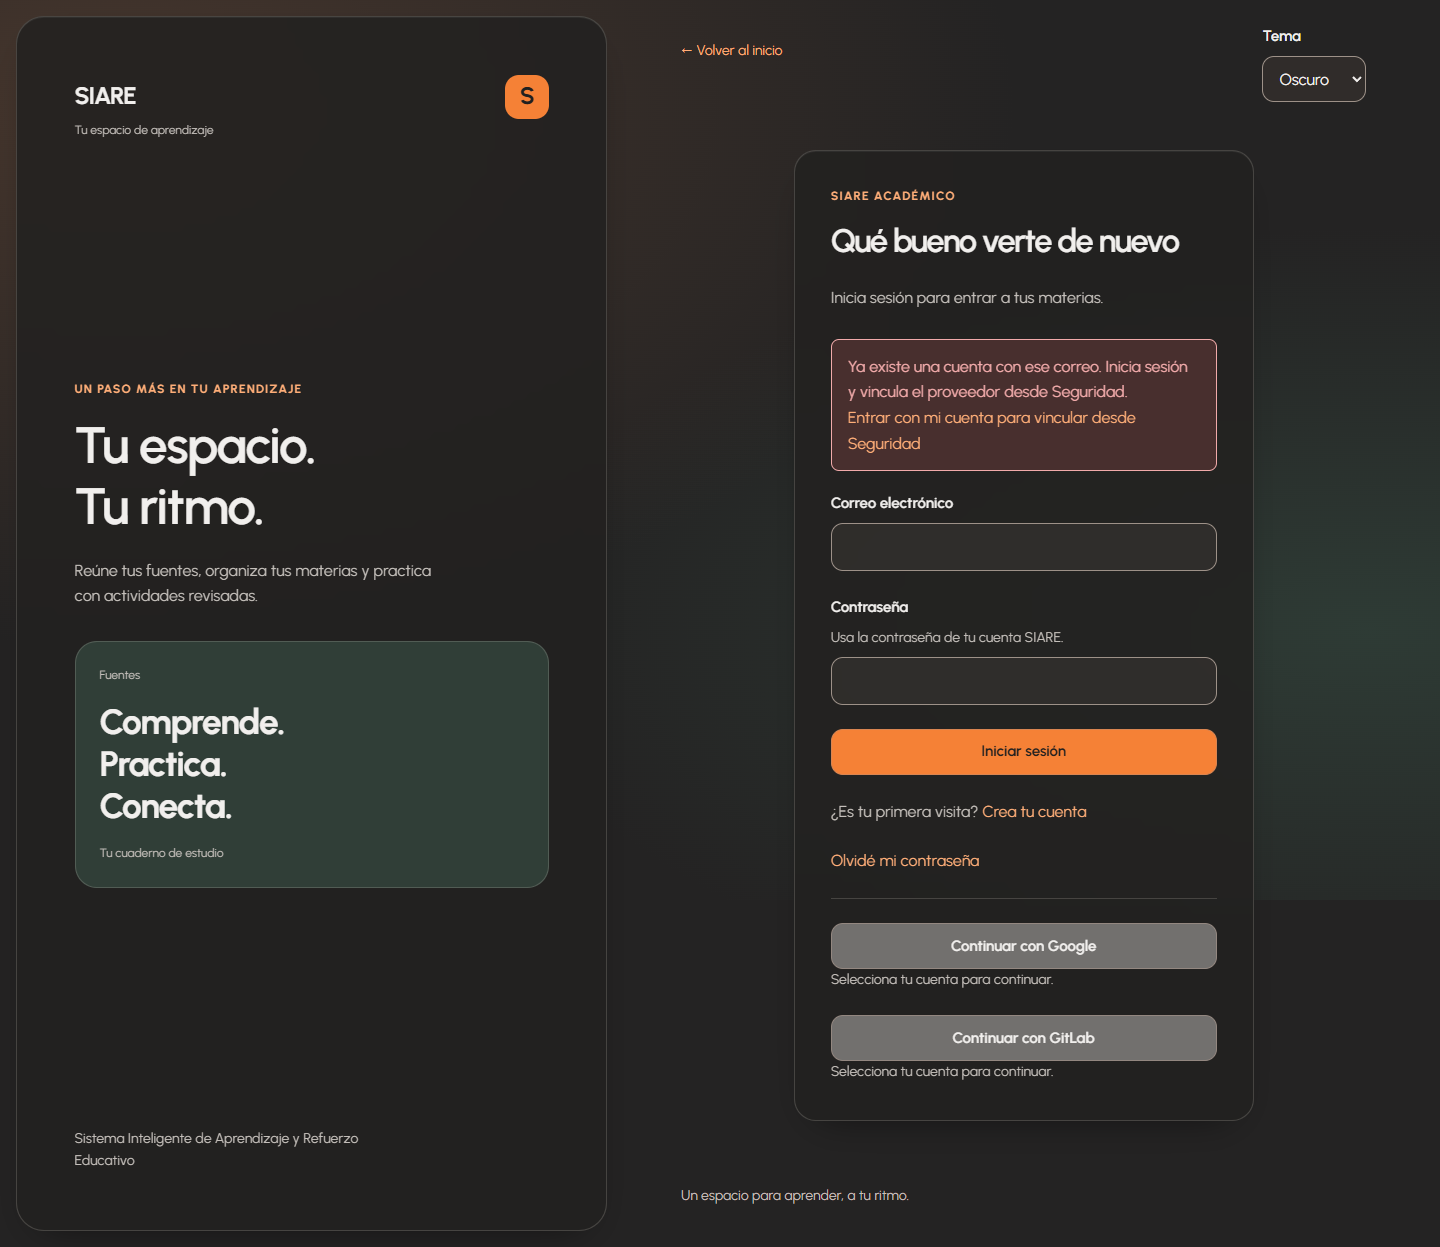 SIARE
S
Tu espacio de aprendizaje
UN PASO MÁS EN TU APRENDIZAJE
Tu espacio.
Tu ritmo.
Reúne tus fuentes, organiza tus materias y practica
con actividades revisadas.
Fuentes
Comprende.
Practica.
Conecta.
Tu cuaderno de estudio
Sistema Inteligente de Aprendizaje y Refuerzo
Educativo
← Volver al inicio
Tema
Oscuro
SIARE ACADÉMICO
Qué bueno verte de nuevo
Inicia sesión para entrar a tus materias.
Ya existe una cuenta con ese correo. Inicia sesión
y vincula el proveedor desde Seguridad.
Entrar con mi cuenta para vincular desde
Seguridad
Correo electrónico
Contraseña
Usa la contraseña de tu cuenta SIARE.
Iniciar sesión
¿Es tu primera visita? Crea tu cuenta
Olvidé mi contraseña
Continuar con Google
Selecciona tu cuenta para continuar.
Continuar con GitLab
Selecciona tu cuenta para continuar.
Un espacio para aprender, a tu ritmo.